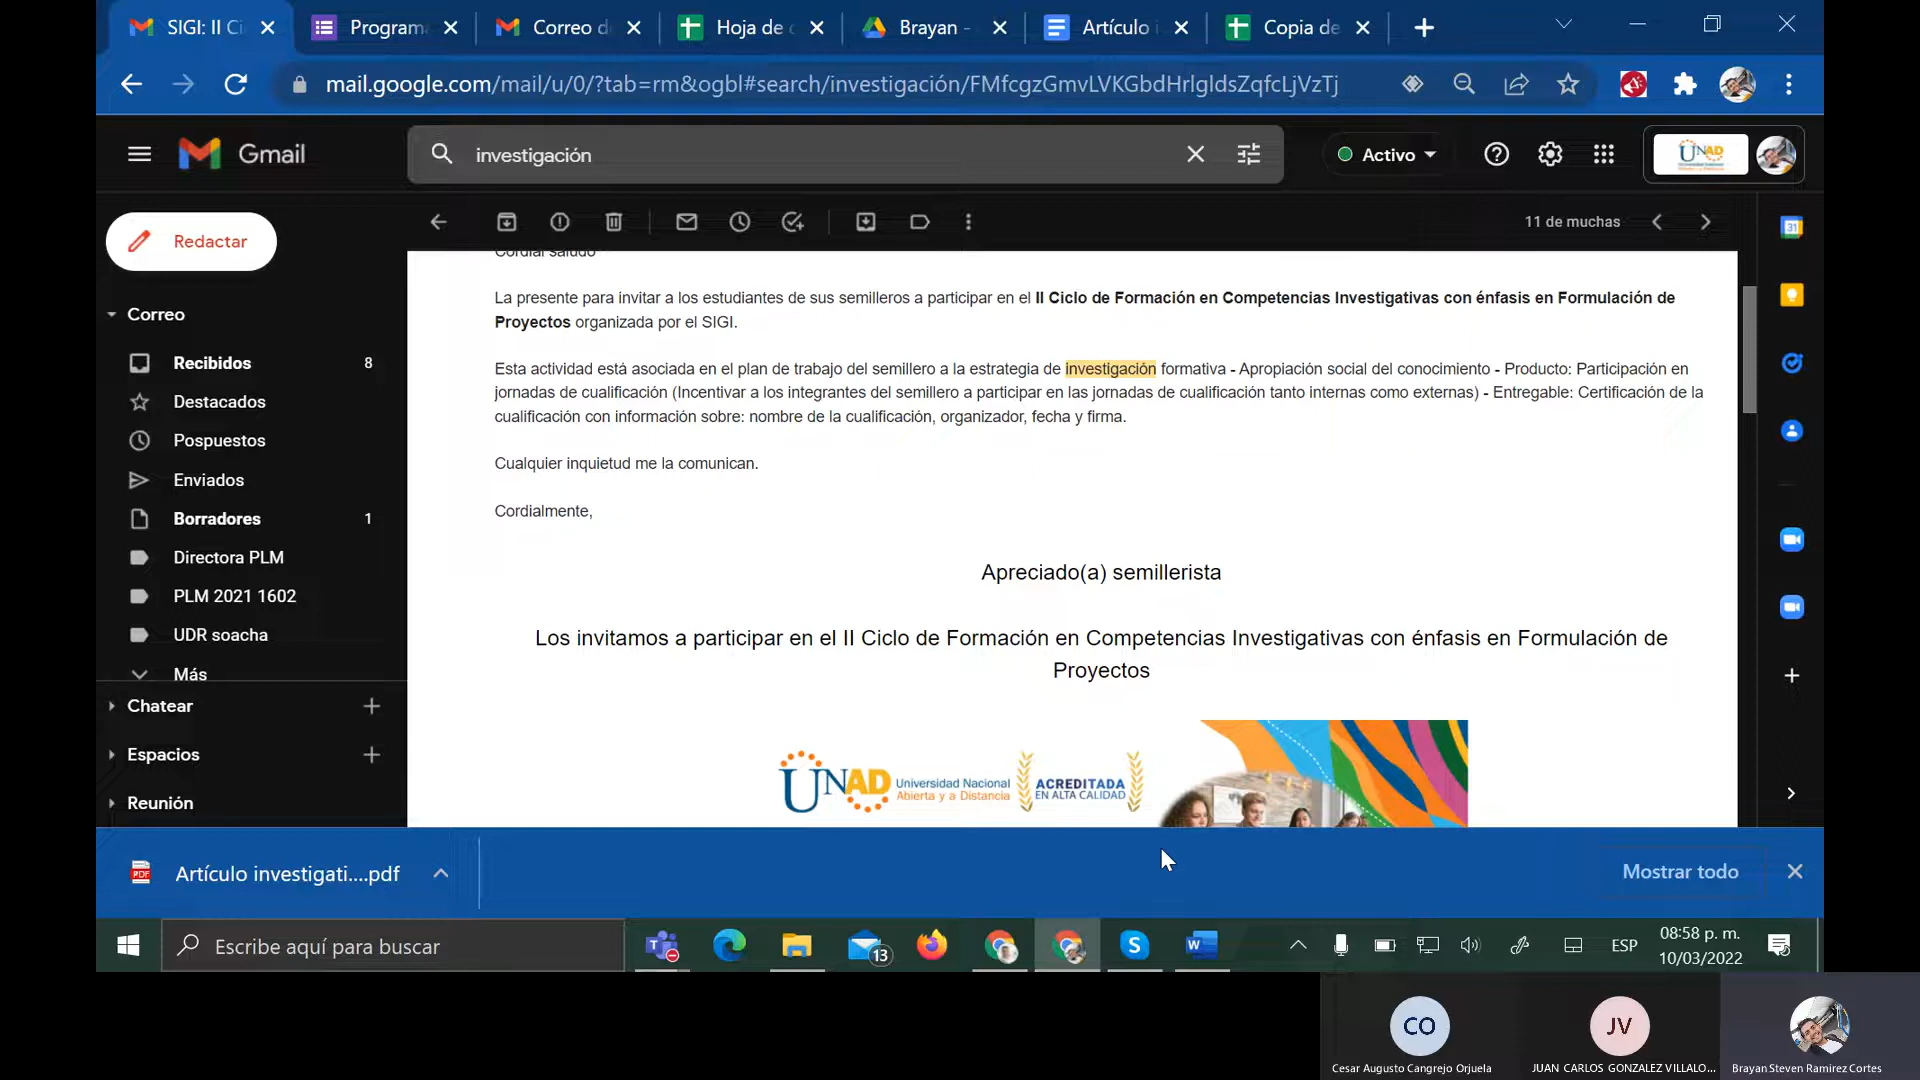 SIGI: II Ci
Program
Correo d
Hoja de c
Brayan -
Artículo i
Copia de
mail.google.com/mail/u/0/?tab=rm&ogbl#search/investigación/FMfcgzGmvLVKGbdHrlgldsZqfcLjVzTj
Gmail
investigación
Activo
UNAD
Redactar
11 de muchas
Correo
Recibidos 8
Destacados
Pospuestos
Enviados
Borradores 1
Directora PLM
PLM 2021 1602
UDR soacha
Más
Chatear
Espacios
Reunión
Cordial saludo
La presente para invitar a los estudiantes de sus semilleros a participar en el II Ciclo de Formación en Competencias Investigativas con énfasis en Formulación de
Proyectos organizada por el SIGI.
Esta actividad está asociada en el plan de trabajo del semillero a la estrategia de investigación formativa - Apropiación social del conocimiento - Producto: Participación en
jornadas de cualificación (Incentivar a los integrantes del semillero a participar en las jornadas de cualificación tanto internas como externas) - Entregable: Certificación de la
cualificación con información sobre: nombre de la cualificación, organizador, fecha y firma.
Cualquier inquietud me la comunican.
Cordialmente,
Apreciado(a) semillerista
Los invitamos a participar en el II Ciclo de Formación en Competencias Investigativas con énfasis en Formulación de
Proyectos
UNAD Universidad Nacional
Abierta y a Distancia
ACREDITADA
EN ALTA CALIDAD
31
PDF
Artículo investigati....pdf
Mostrar todo
Escribe aquí para buscar
13
ESP
08:58 p. m.
10/03/2022
CO
JV
Cesar Augusto Cangrejo Orjuela
JUAN CARLOS GONZALEZ VILLALO...
Brayan Steven Ramirez Cortes